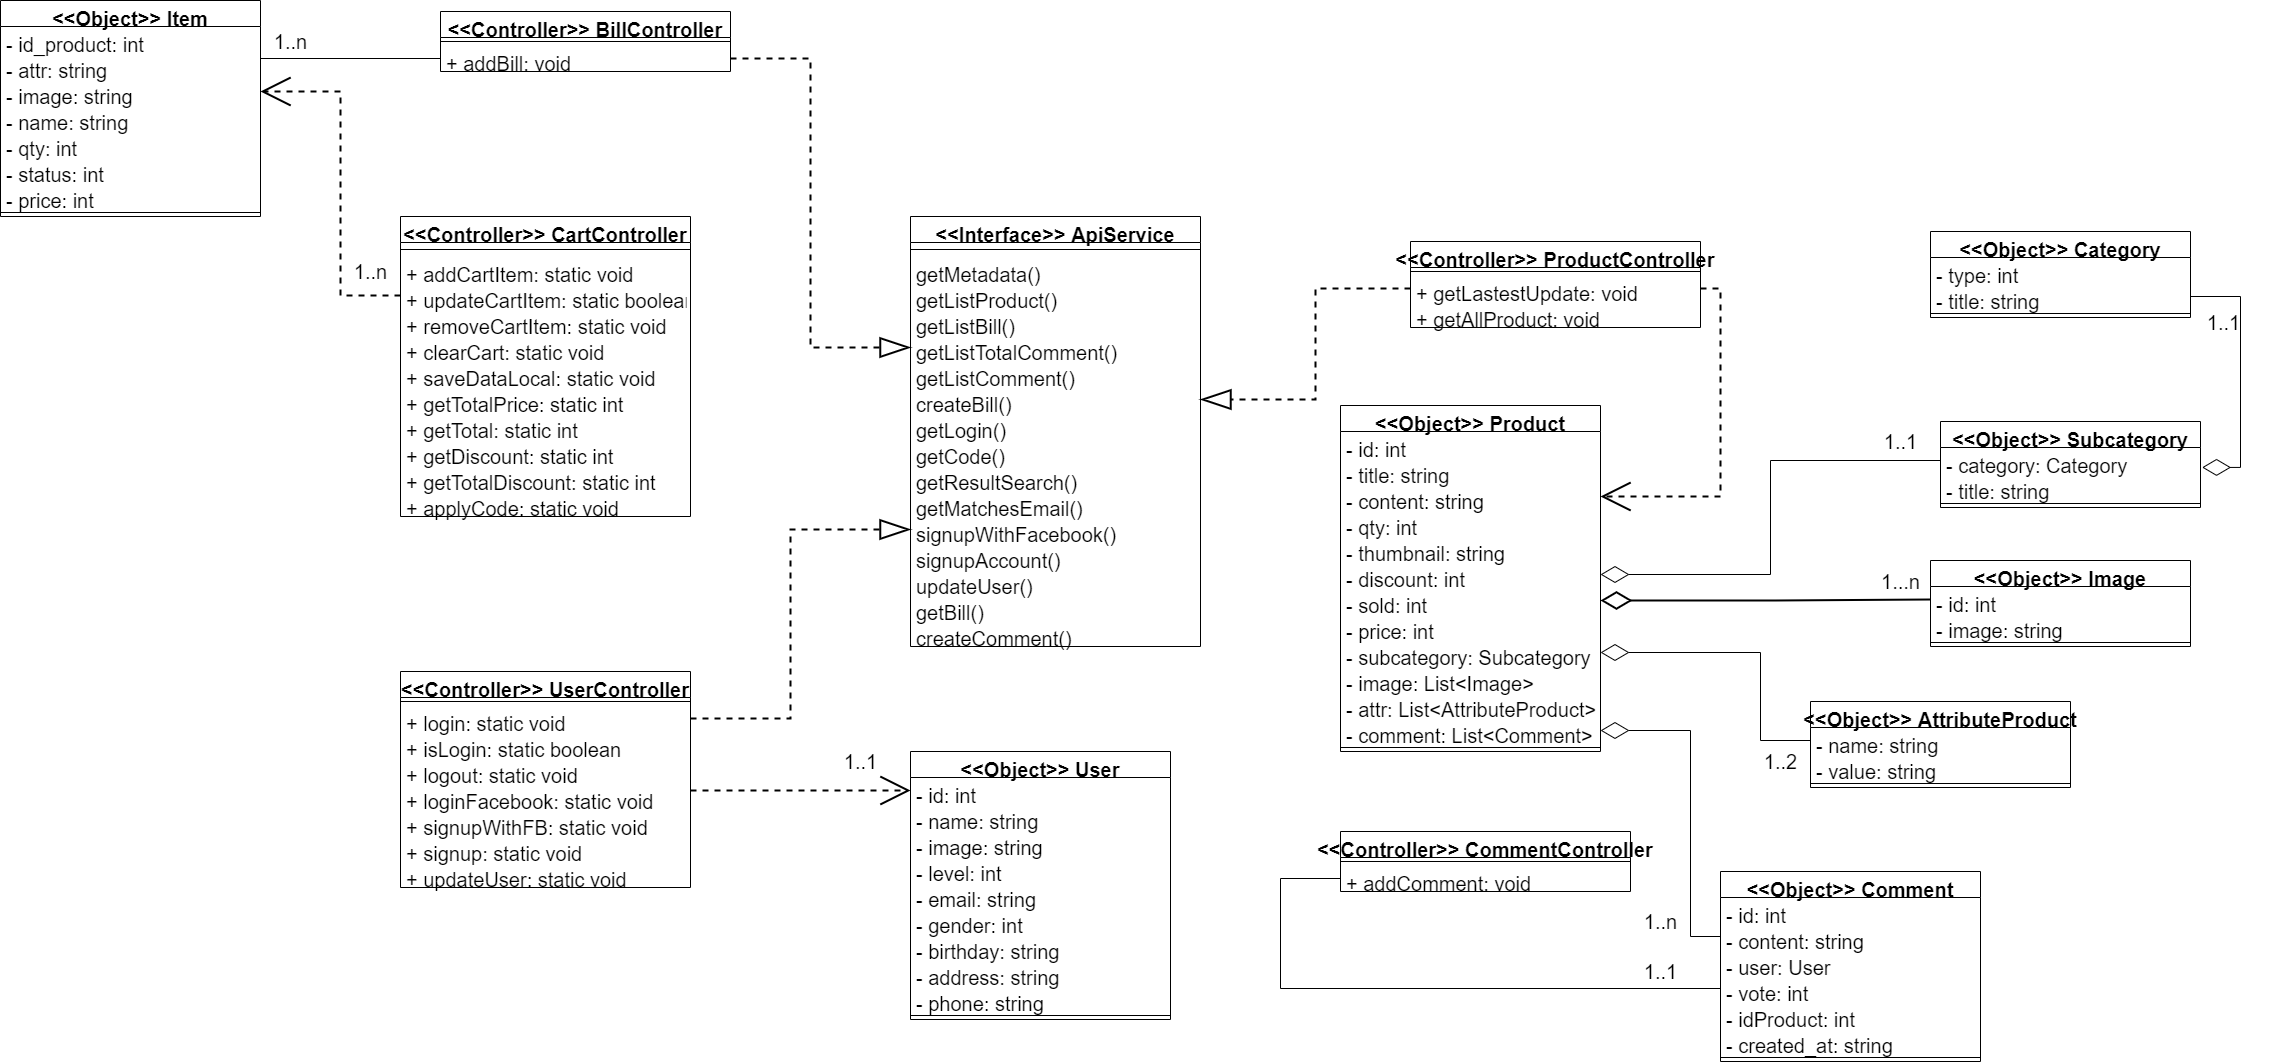 <<Object>> Item
- id_product: int
- attr: string
- image: string
- name: string
- qty: int
- status: int
- price: int
1..n
<<Controller>> BillController
+ addBill: void
<<Controller>> CartController
1..n
+ addCartItem: static void
+ updateCartItem: static boolea
+ removeCartItem: static void
+ clearCart: static void
+ saveDataLocal: static void
+ getTotalPrice: static int
+ getTotal: static int
+ getDiscount: static int
+ getTotalDiscount: static int
+ applyCode: static void
<<Interface>> ApiService
getMetadata()
getListProduct()
getListBill()
getListTotalComment()
getListComment()
createBill()
getLogin()
getCode()
getResultSearch()
getMatchesEmail()
signupWithFacebook()
signupAccount()
updateUser()
getBill()
createComment()
<<Controller>> ProductController
+ getLastestUpdate: void
+ getAllProduct: void
<<Object>> Category
- type: int
- title: string
1..1
<<Object>> Product
- id: int
- title: string
- content: string
- qty: int
- thumbnail: string
- discount: int
- sold: int
- price: int
- subcategory: Subcategory
- image: List<Image>
- attr: List<AttributeProduct>
- comment: List<Comment>
1..1
<<Object>> Subcategory
- category: Category
- title: string
1...n
<<Object>> Image
- id: int
- image: string
<<Object>> AttributeProduct
- name: string
- value: string
1..2
<<Controller>> UserController
+ login: static void
+ isLogin: static boolean
+ logout: static void
+ loginFacebook: static void
+ signupWithFB: static void
+ signup: static void
+ updateUser: static void
1..1
<<Object>> User
- id: int
- name: string
- image: string
- level: int
- email: string
- gender: int
- birthday: string
- address: string
- phone: string
<<Controller>> CommentController
+ addComment: void
1..n
1..1
<<Object>> Comment
- id: int
- content: string
- user: User
- vote: int
- idProduct: int
- created_at: string